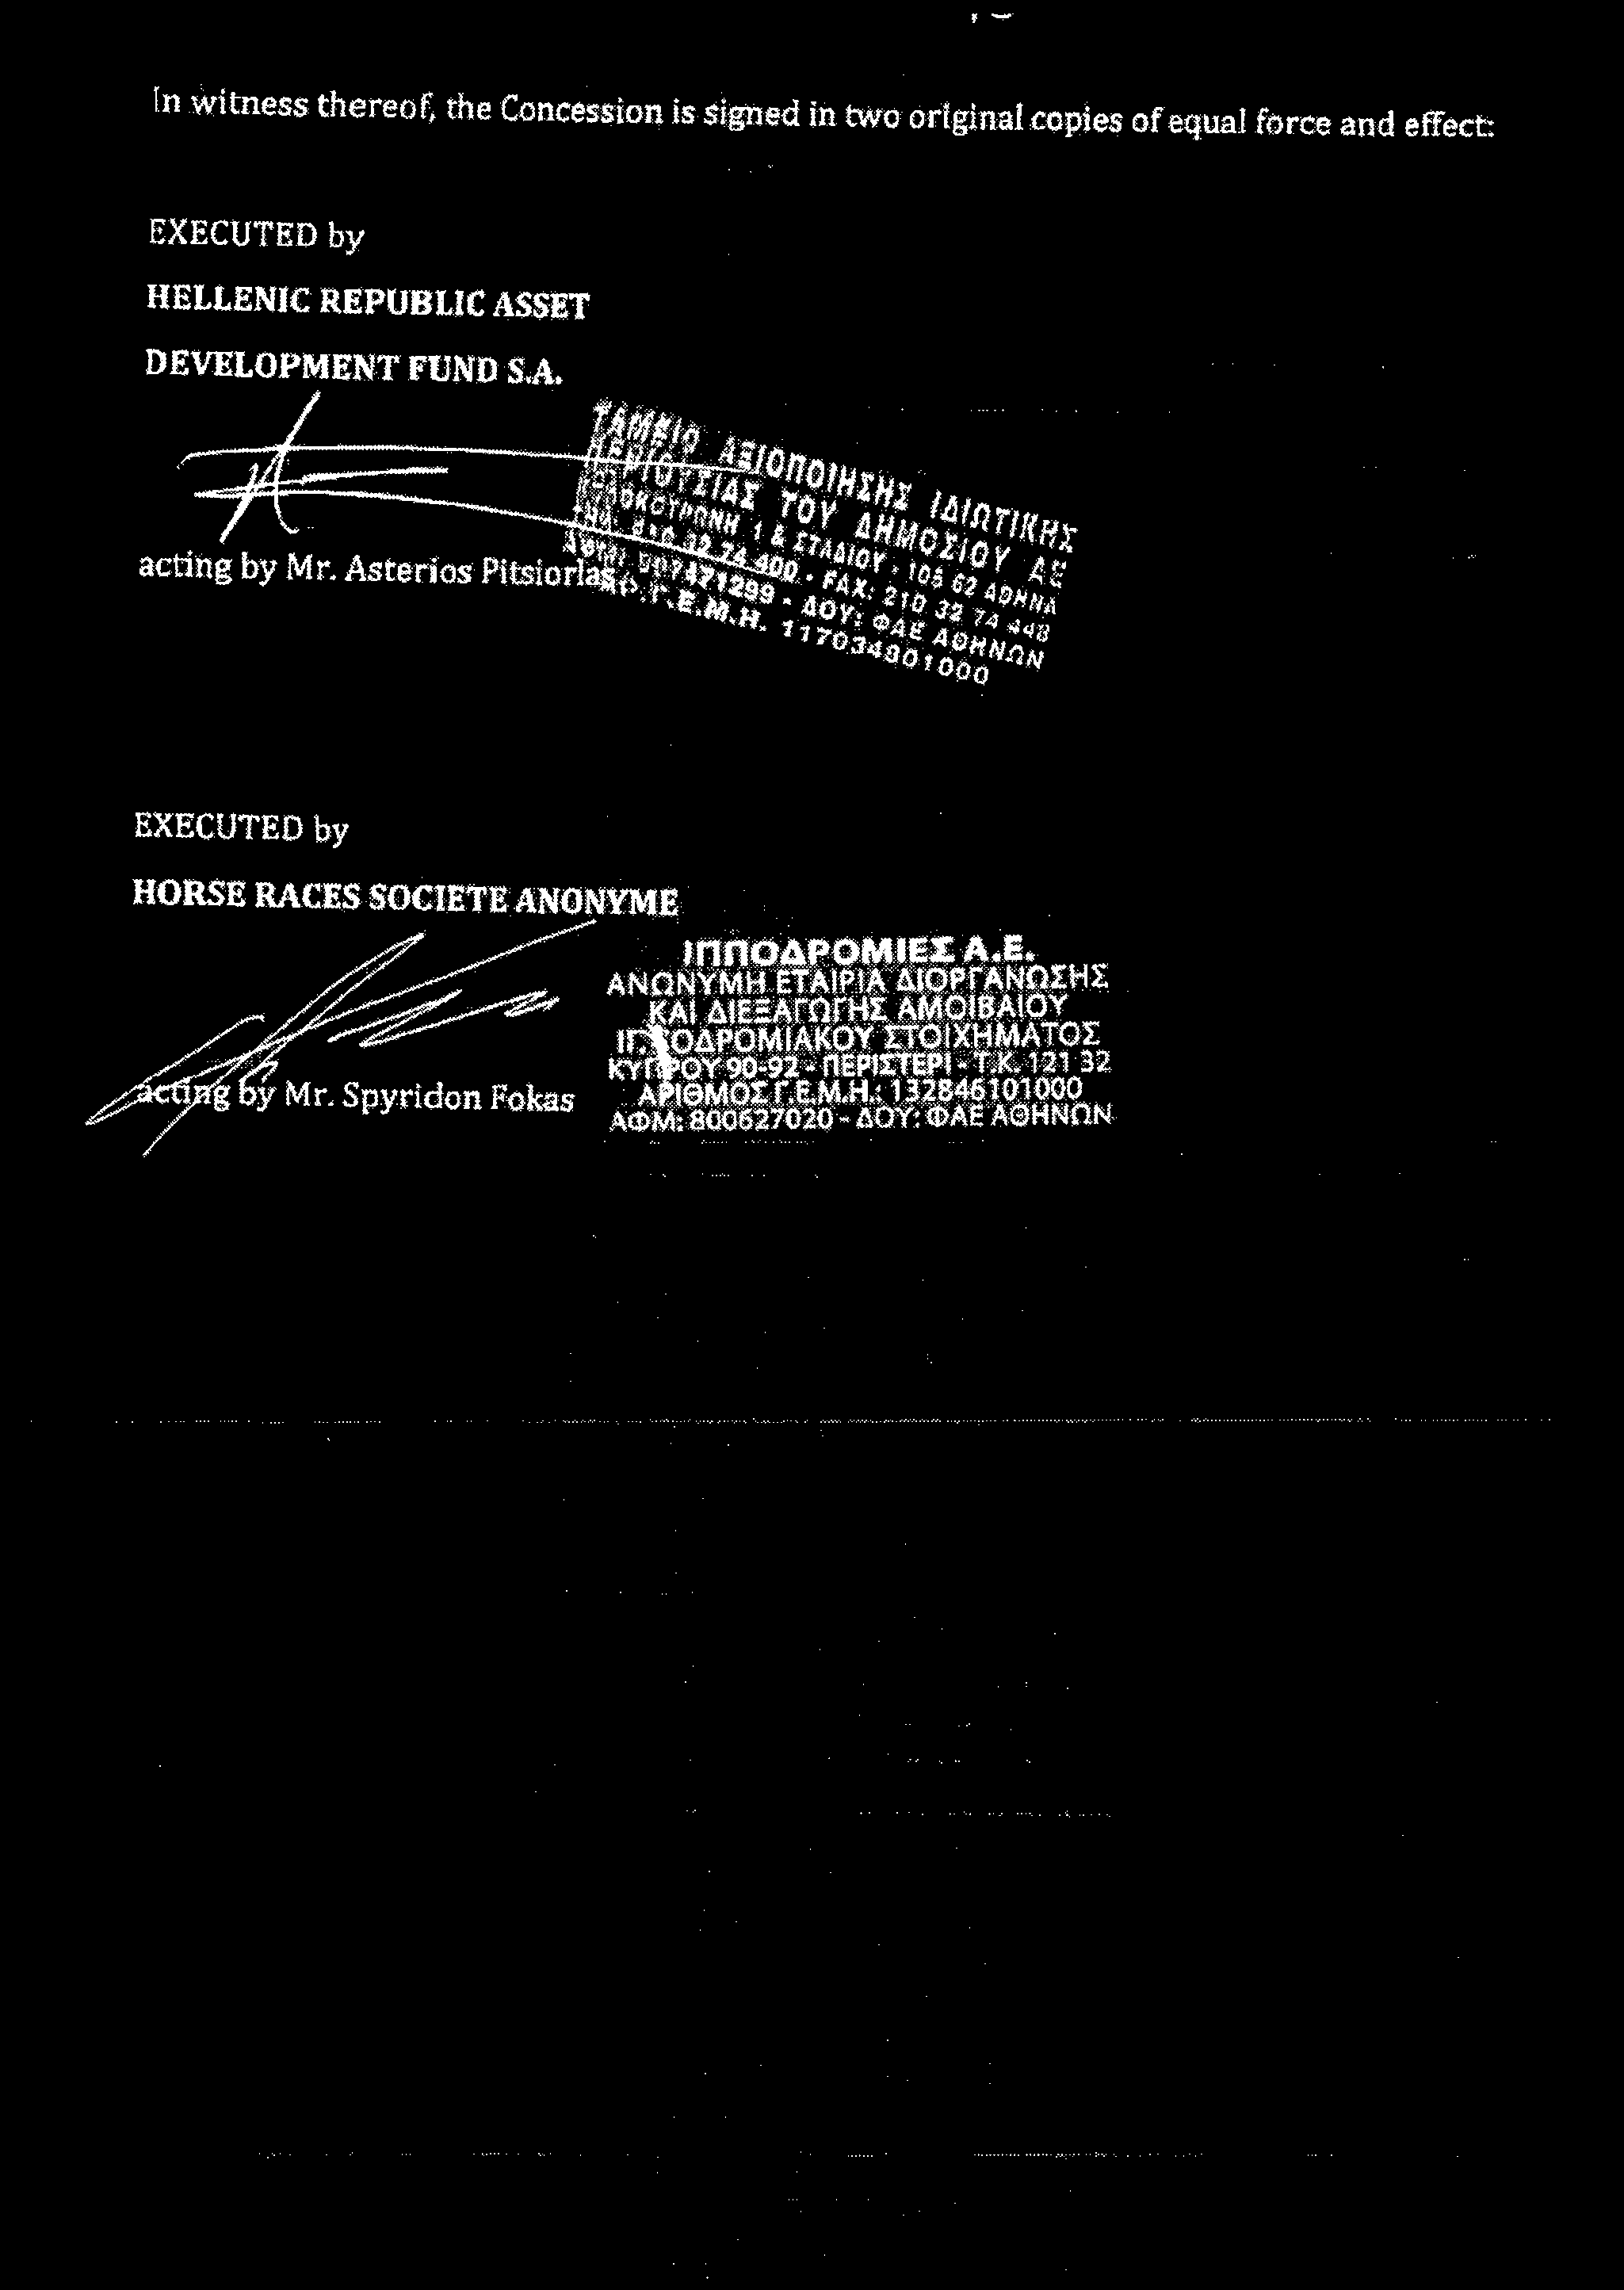 In witness thereof, the Concession is signed in two original copies of equal force and effect:
EXECUTED by
HELLENIC REPUBLIC ASSET
DEVELOPMENT FUND S.A.
ΤΑΜΕΙΟ ΑΞΙΟΠΟΙΗΣΗΣ ΙΔΙΩΤΙΚΗΣ
ΠΕΡΙΟΥΣΙΑΣ ΤΟΥ ΔΗΜΟΣΙΟΥ ΑΕ
1 & ΣΤΑΔΙΟΥ - 105 62 ΑΘΗΝΑ
32 74 400 - FAX: 210 32 74 448
- ΔΟΥ: ΦΑΕ ΑΘΗΝΩΝ
ΑΡ. Γ.Ε.Μ.Η.
acting by Mr. Asterios Pitsiorlas
EXECUTED by
HORSE RACES SOCIETE ANONYME
ΙΠΠΟΔΡΟΜΙΕΣ Α.Ε.
ΑΝΩΝΥΜΗ ΕΤΑΙΡΙΑ ΔΙΟΡΓΑΝΩΣΗΣ
ΚΑΙ ΔΙΕΞΑΓΩΓΗΣ ΑΜΟΙΒΑΙΟΥ
ΙΠΠΟΔΡΟΜΙΑΚΟΥ ΣΤΟΙΧΗΜΑΤΟΣ
ΚΥΠΡΟΥ 90-92 - ΠΕΡΙΣΤΕΡΙ - Τ.Κ. 121 32
ΑΡΙΘΜΟΣ Γ.Ε.Μ.Η.: 132846101000
ΑΦΜ: 800627020 - ΔΟΥ: ΦΑΕ ΑΘΗΝΩΝ
acting by Mr. Spyridon Fokas